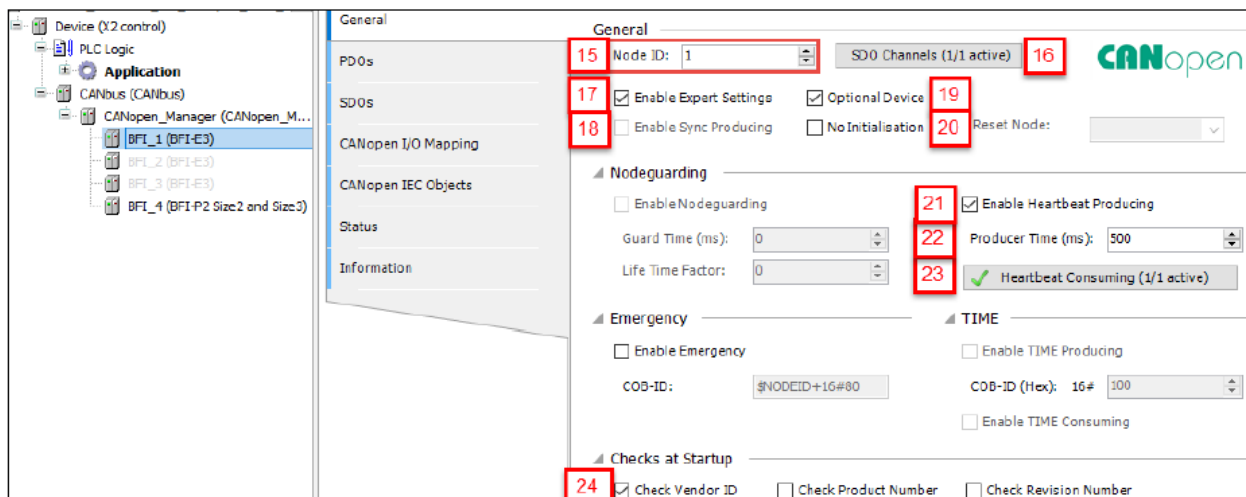 Device (X2 control)
PLC Logic
Application
CANbus (CANbus)
CANopen_Manager (CANopen_M...
BFI_1 (BFI-E3)
BFI_2 (BFI-E3)
BFI_3 (BFI-E3)
BFI_4 (BFI-P2 Size2 and Size3)
General
PDOs
SDOs
CANopen I/O Mapping
CANopen IEC Objects
Status
Information
General
15 Node ID: 1 SDO Channels (1/1 active) 16 CANopen
17 Enable Expert Settings Optional Device 19
18 Enable Sync Producing No Initialisation 20 Reset Node:
Nodeguarding
Enable Nodeguarding 21 Enable Heartbeat Producing
Guard Time (ms): 0 22 Producer Time (ms): 500
Life Time Factor: 0 23 Heartbeat Consuming (1/1 active)
Emergency TIME
Enable Emergency Enable TIME Producing
COB-ID: $NODEID+16#80 COB-ID (Hex): 16# 100
Enable TIME Consuming
Checks at Startup
24 Check Vendor ID Check Product Number Check Revision Number